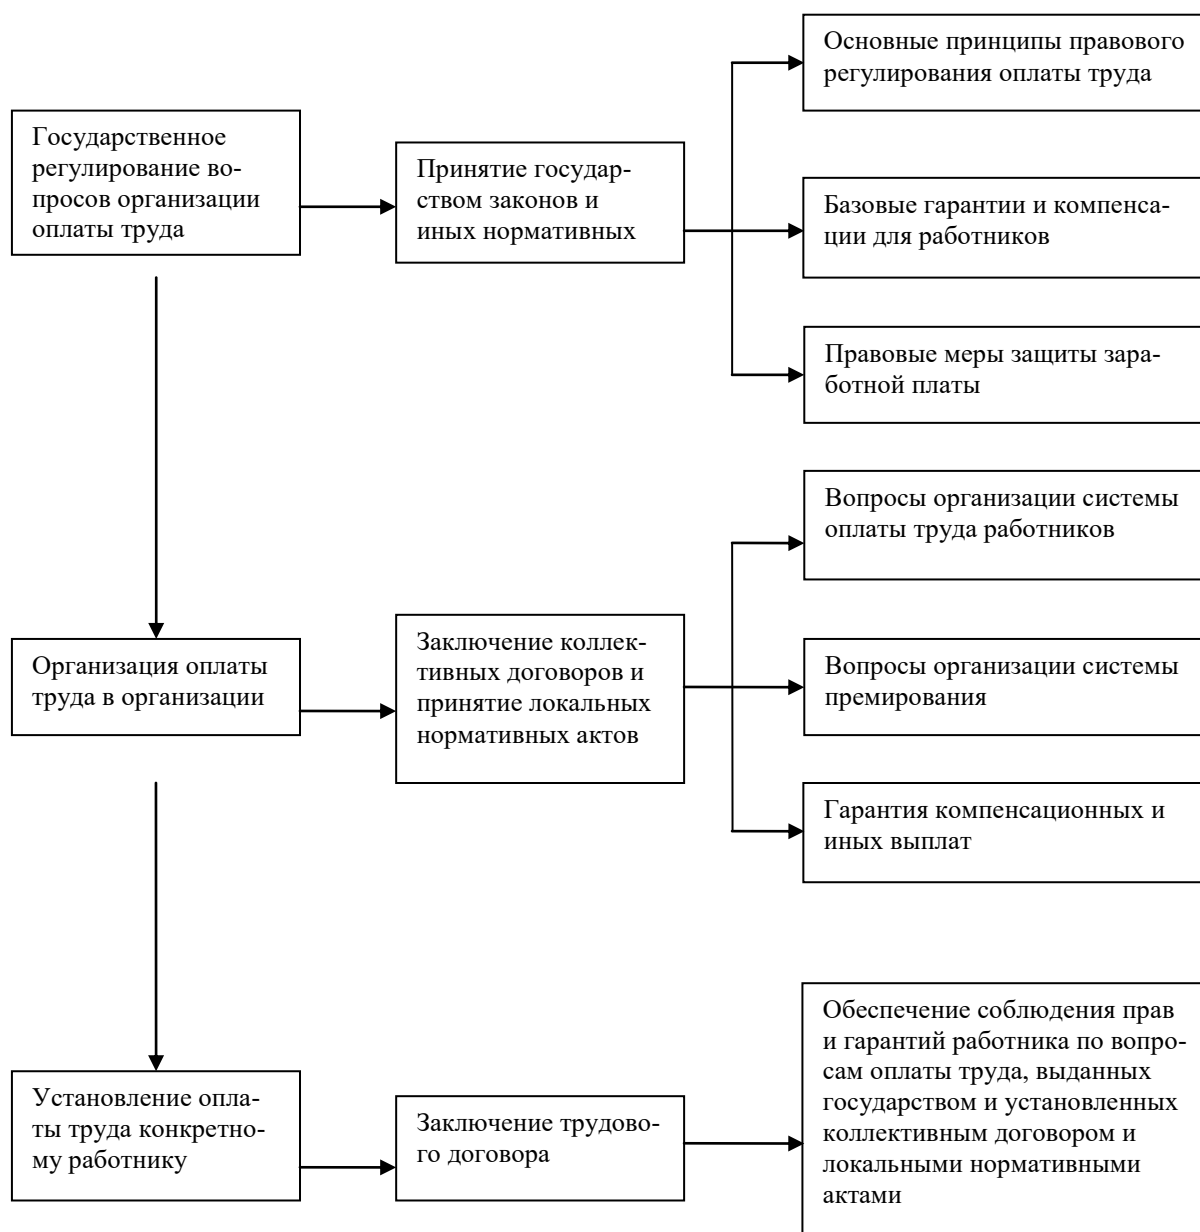 Основные принципы правового
регулирования оплаты труда
Государственное
регулирование во-
просов организации
оплаты труда
Принятие государ-
ством законов и
иных нормативных
Базовые гарантии и компенса-
ции для работников
Правовые меры защиты зара-
ботной платы
Вопросы организации системы
оплаты труда работников
Организация оплаты
труда в организации
Заключение коллек-
тивных договоров и
принятие локальных
нормативных актов
Вопросы организации системы
премирования
Гарантия компенсационных и
иных выплат
Установление опла-
ты труда конкретно-
му работнику
Заключение трудово-
го договора
Обеспечение соблюдения прав
и гарантий работника по вопро-
сам оплаты труда, выданных
государством и установленных
коллективным договором и
локальными нормативными
актами